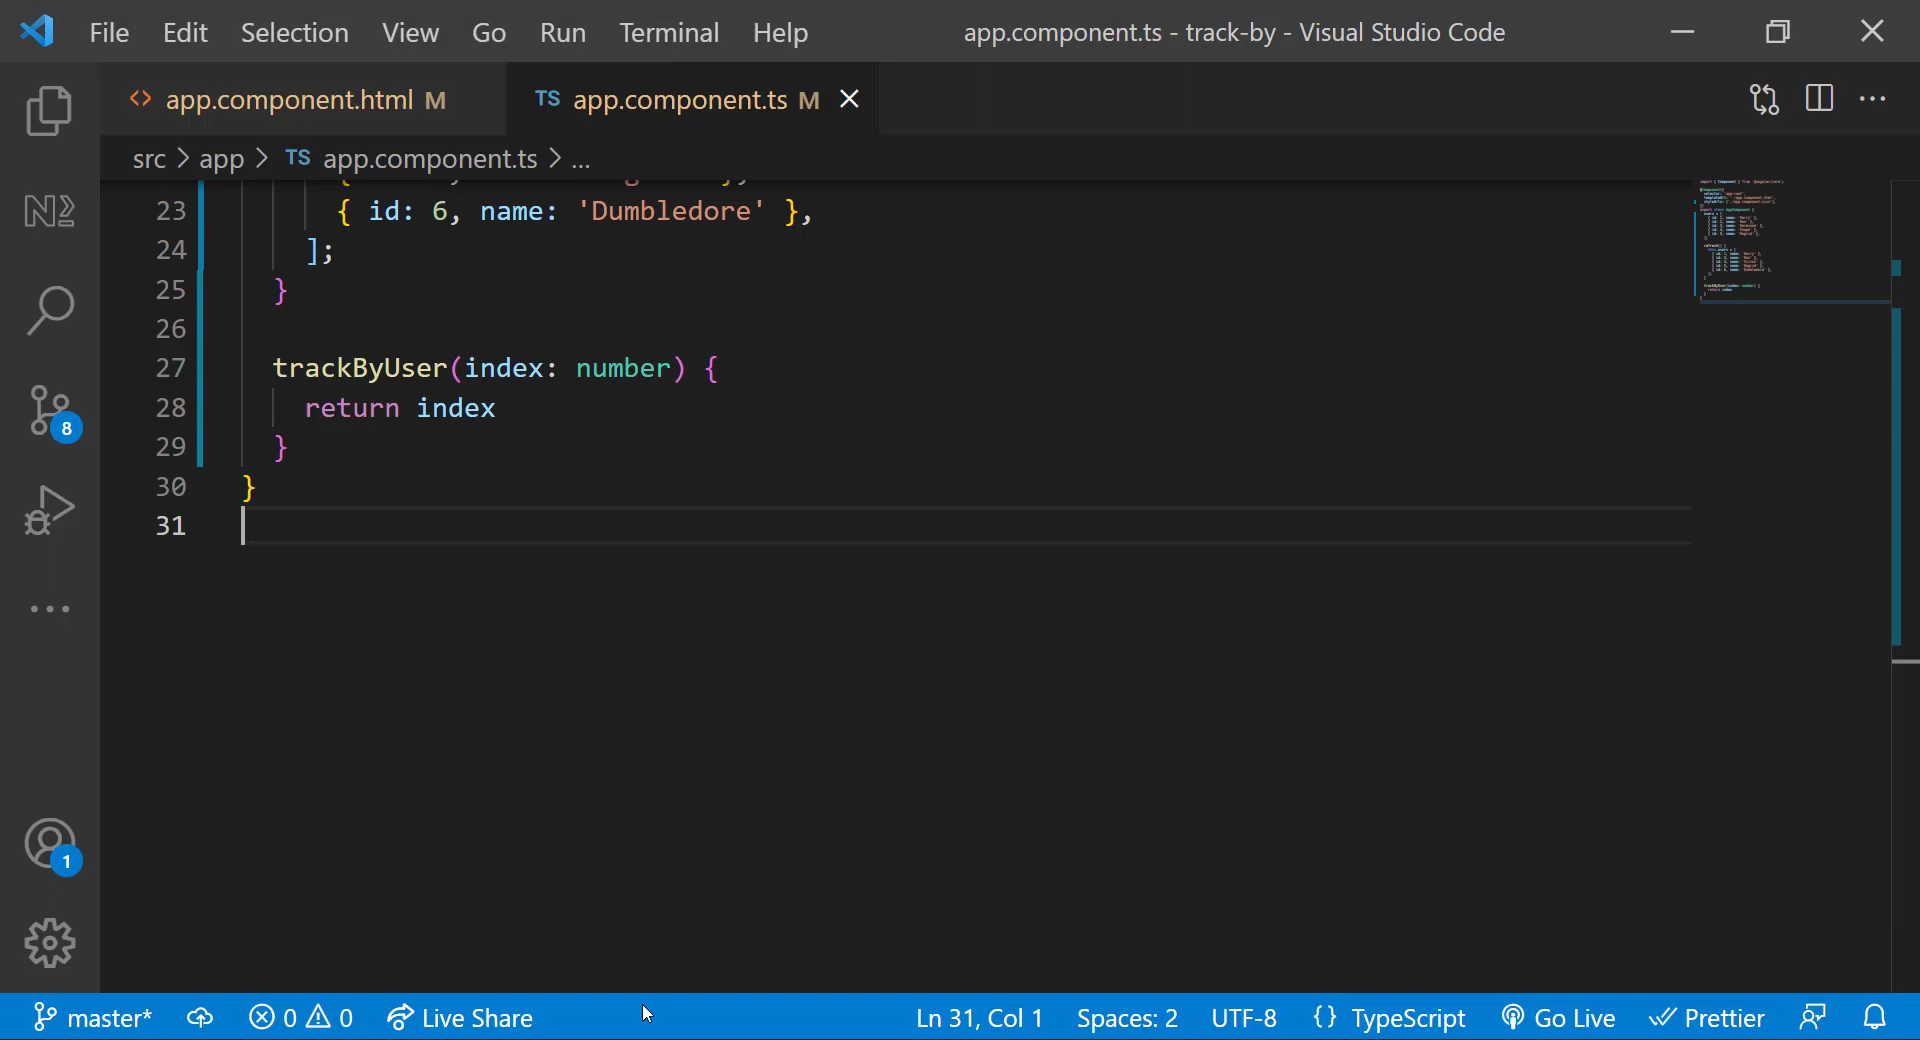 File Edit Selection View Go Run Terminal Help app.component.ts - track-by - Visual Studio Code
<> app.component.html M TS app.component.ts M
src > app > TS app.component.ts > ...
23 { id: 6, name: 'Dumbledore' },
24 ];
25 }
26
27 trackByUser(index: number) {
28 return index
29 }
30 }
31
8
1
master* 0 0 Live Share Ln 31, Col 1 Spaces: 2 UTF-8 {} TypeScript Go Live Prettier